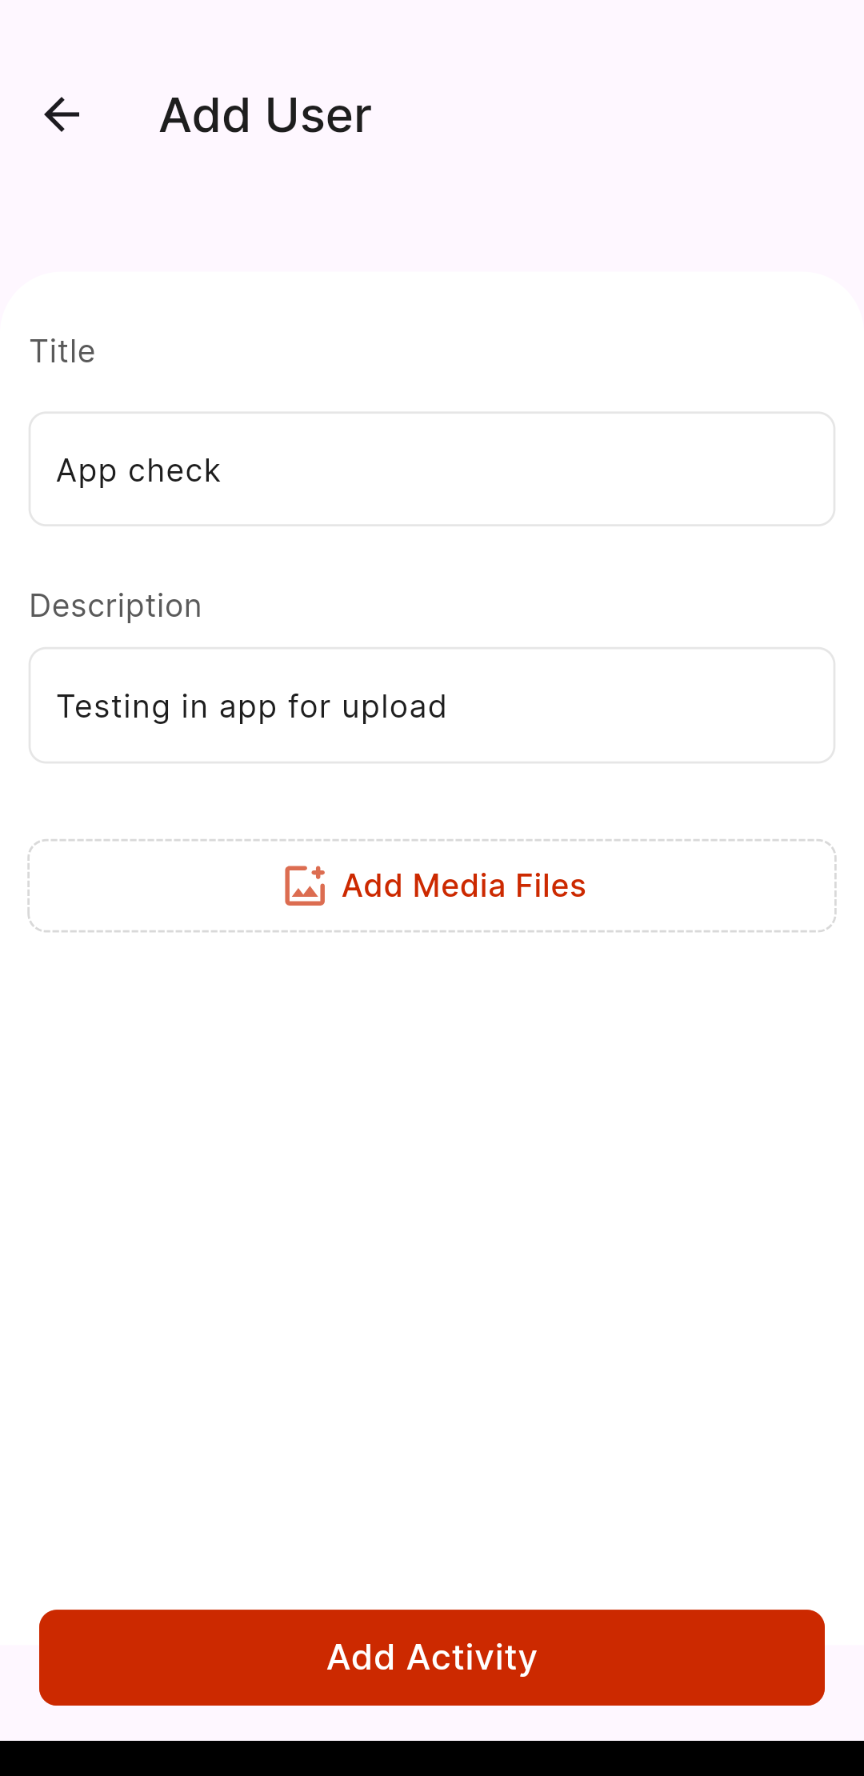 Add User
Title
App check
Description
Testing in app for upload
Add Media Files
Add Activity